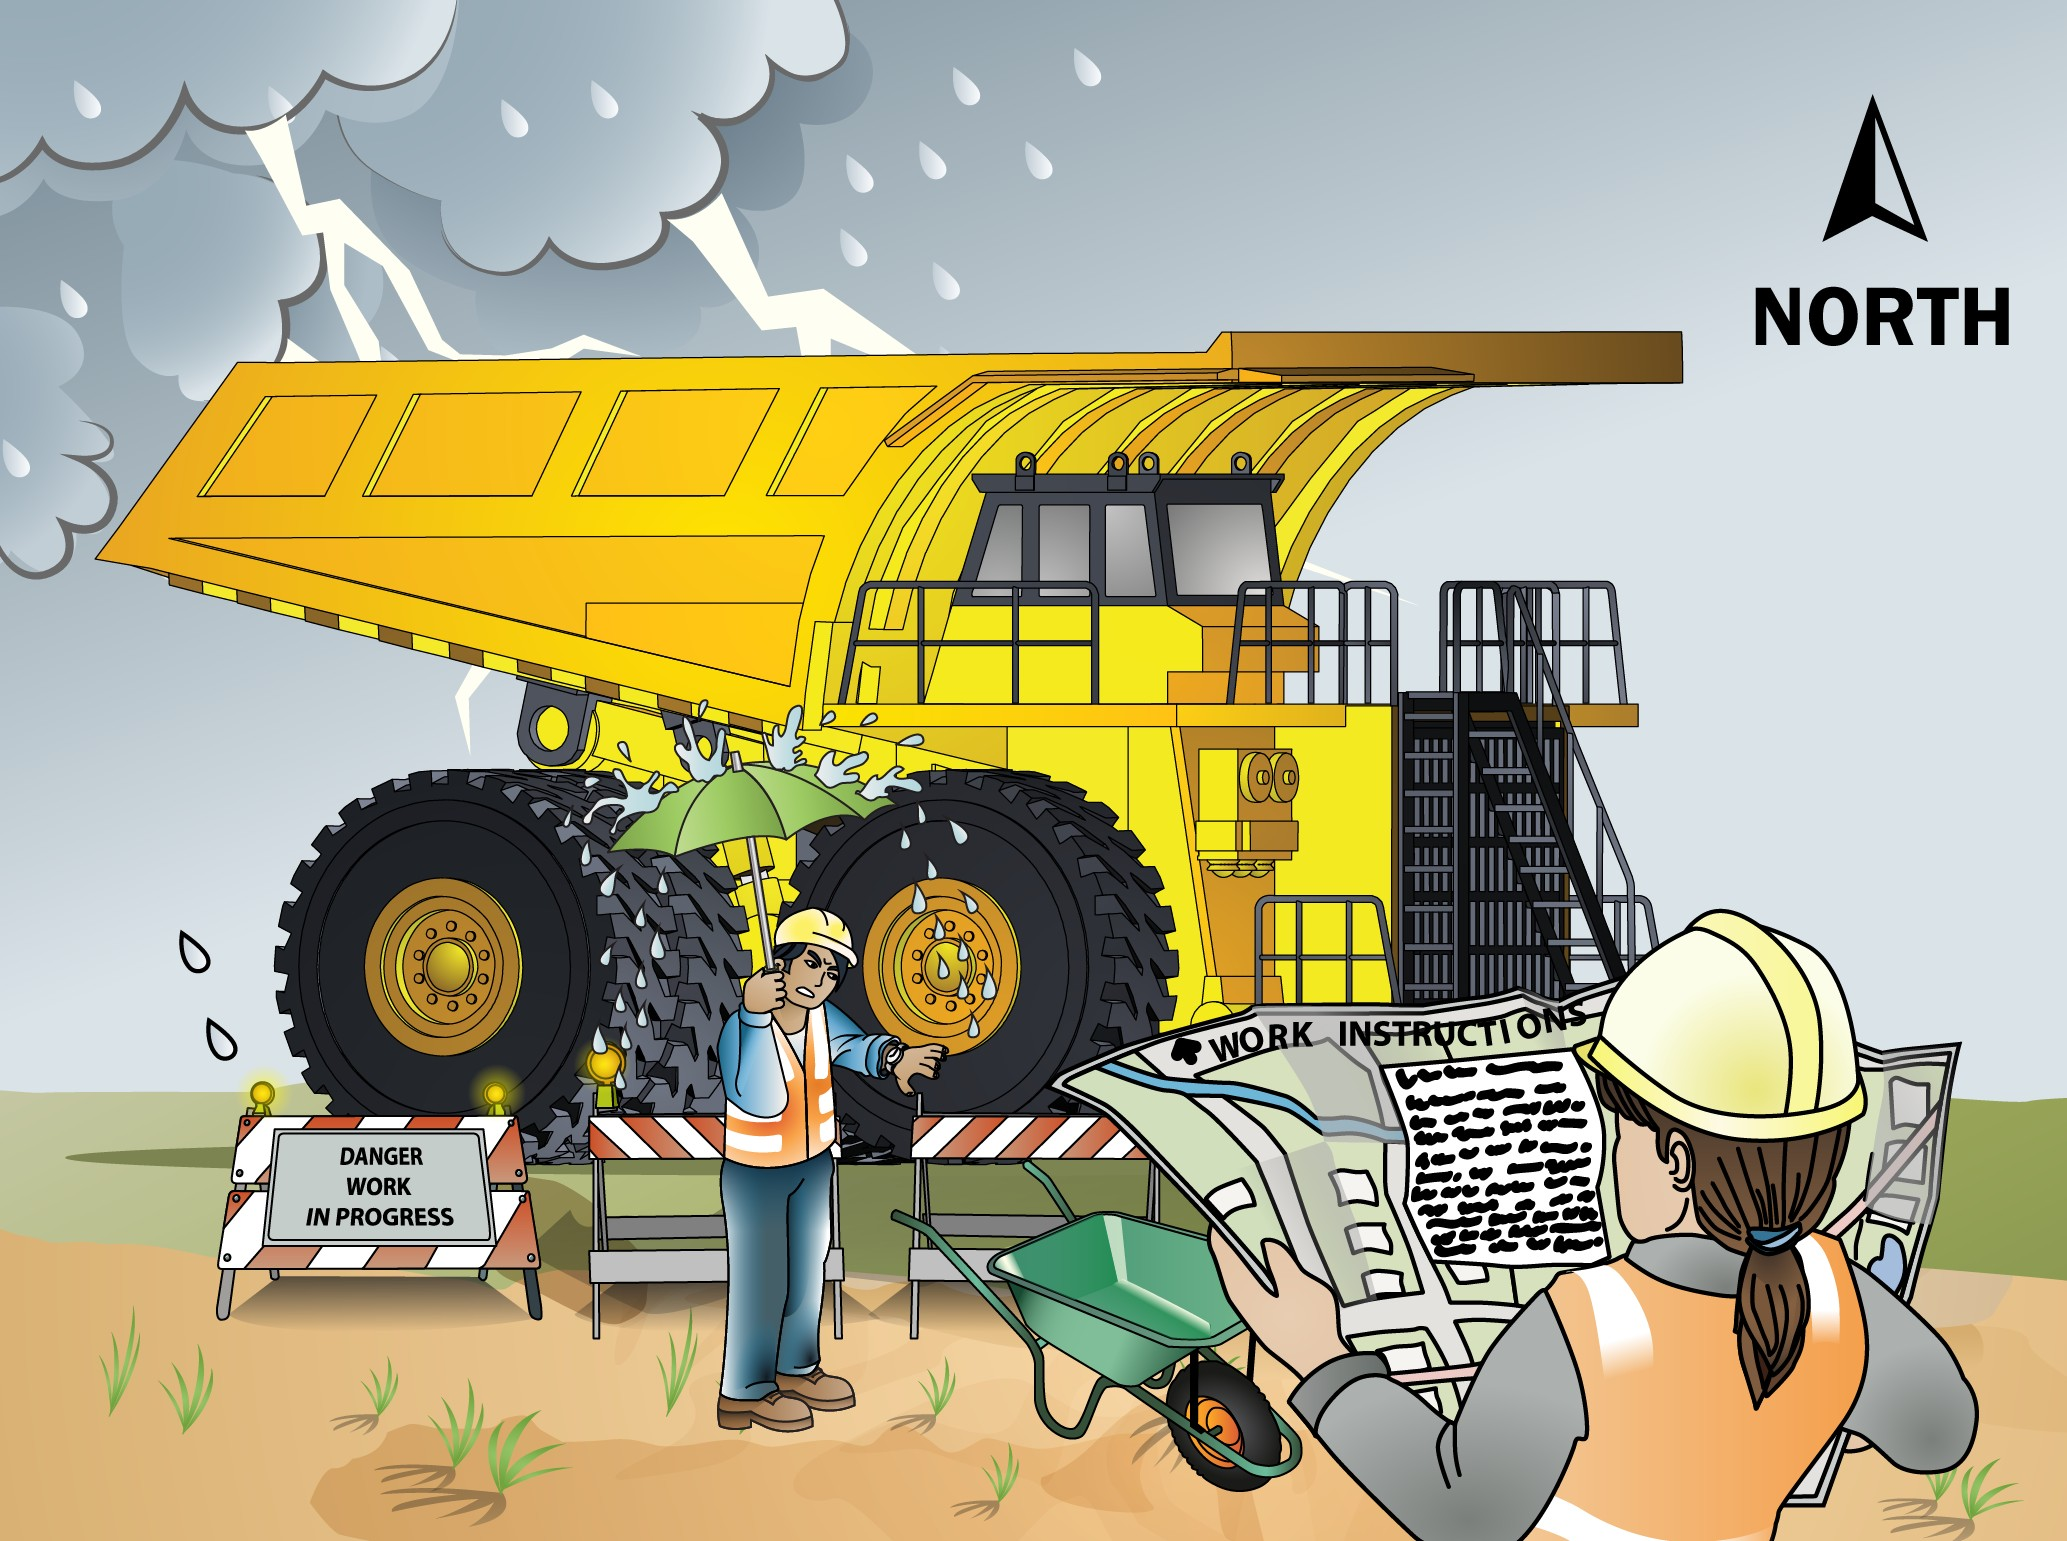 NORTH
WORK INSTRUCTIONS
DANGER
WORK
IN PROGRESS